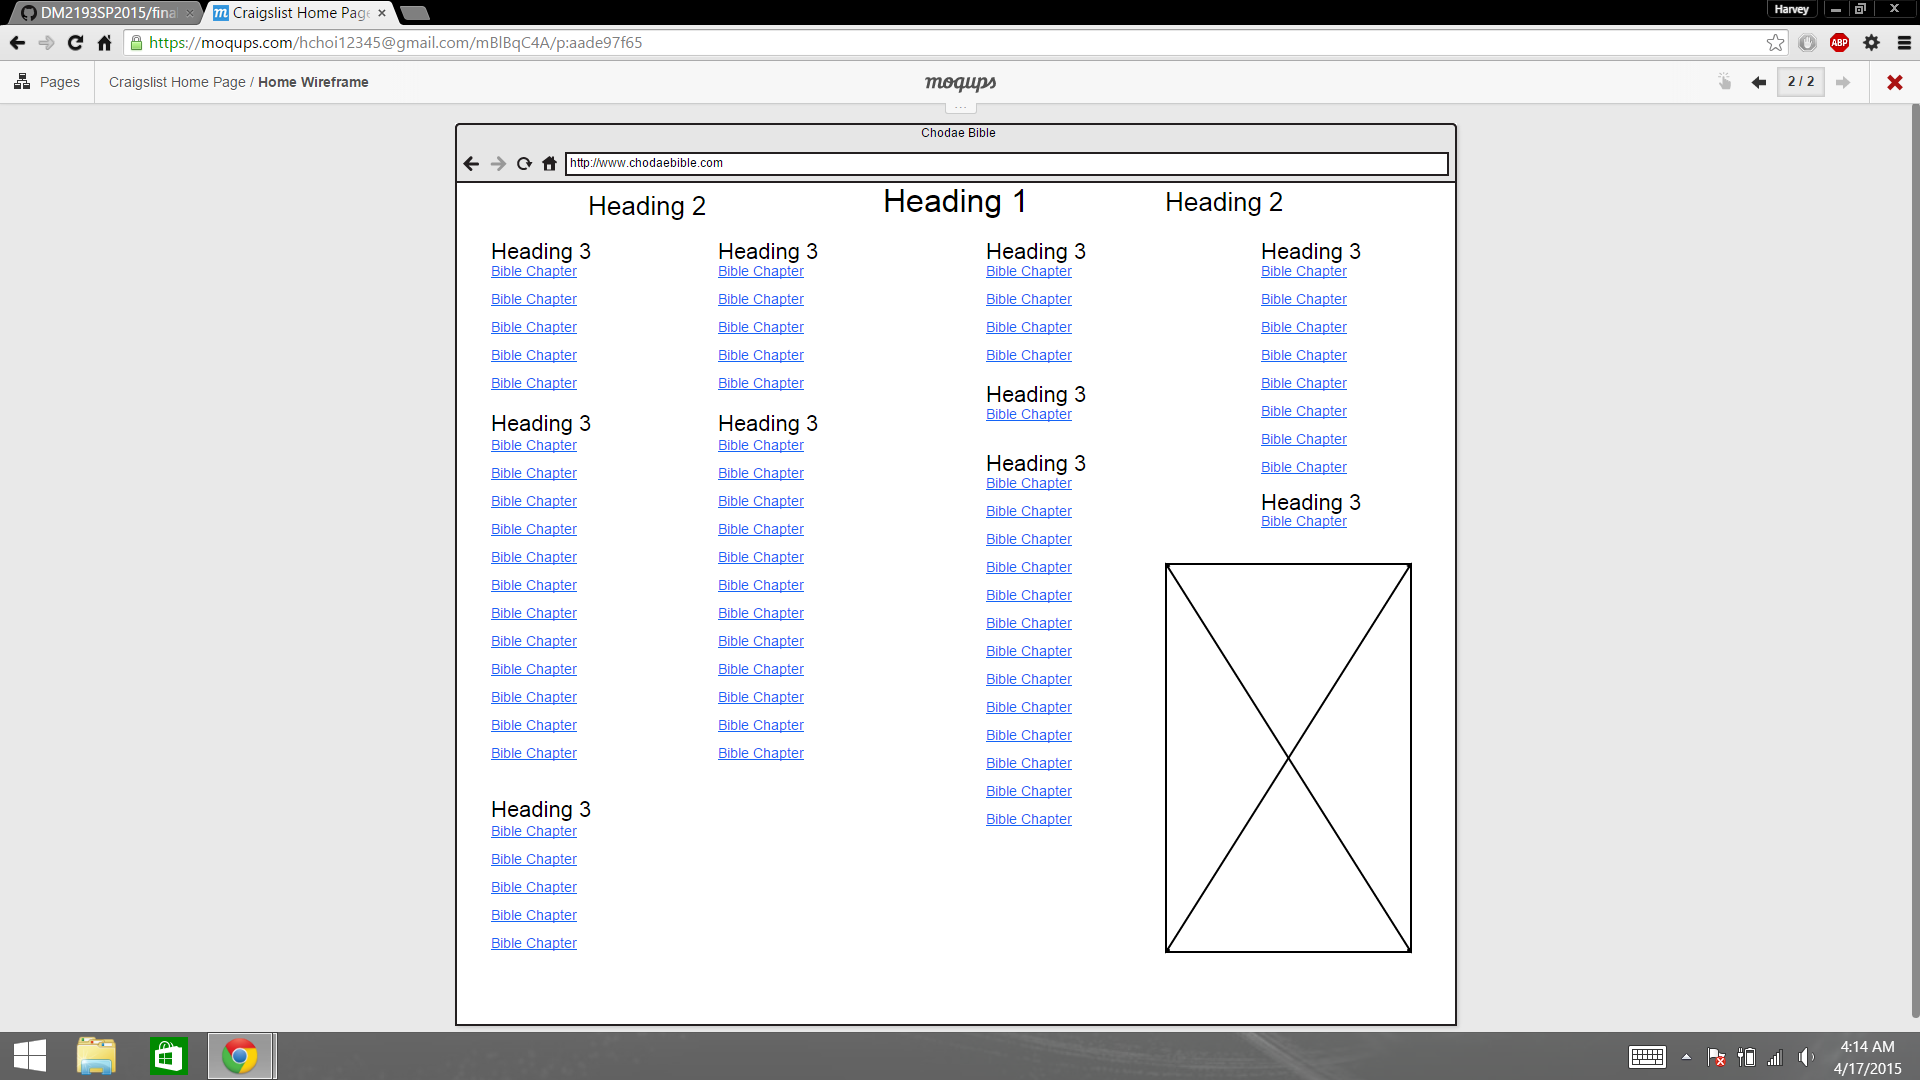 DM2193SP2015/fina
Craigslist Home Pag
Harvey
https://moqups.com/hchoi12345@gmail.com/mBlBqC4A/p:aade97f65
ABP
Pages
Craigslist Home Page / Home Wireframe
moqups
2 / 2
Chodae Bible
http://www.chodaebible.com
Heading 2
Heading 1
Heading 2
Heading 3
Bible Chapter
Bible Chapter
Bible Chapter
Bible Chapter
Bible Chapter
Heading 3
Bible Chapter
Bible Chapter
Bible Chapter
Bible Chapter
Bible Chapter
Bible Chapter
Bible Chapter
Bible Chapter
Bible Chapter
Bible Chapter
Bible Chapter
Bible Chapter
Heading 3
Bible Chapter
Bible Chapter
Bible Chapter
Bible Chapter
Bible Chapter
Heading 3
Bible Chapter
Bible Chapter
Bible Chapter
Bible Chapter
Bible Chapter
Heading 3
Bible Chapter
Bible Chapter
Bible Chapter
Bible Chapter
Bible Chapter
Bible Chapter
Bible Chapter
Bible Chapter
Bible Chapter
Bible Chapter
Bible Chapter
Bible Chapter
Heading 3
Bible Chapter
Bible Chapter
Bible Chapter
Bible Chapter
Heading 3
Bible Chapter
Heading 3
Bible Chapter
Bible Chapter
Bible Chapter
Bible Chapter
Bible Chapter
Bible Chapter
Bible Chapter
Bible Chapter
Bible Chapter
Bible Chapter
Bible Chapter
Bible Chapter
Bible Chapter
Heading 3
Bible Chapter
Bible Chapter
Bible Chapter
Bible Chapter
Bible Chapter
Bible Chapter
Bible Chapter
Bible Chapter
Heading 3
Bible Chapter
4:14 AM
4/17/2015